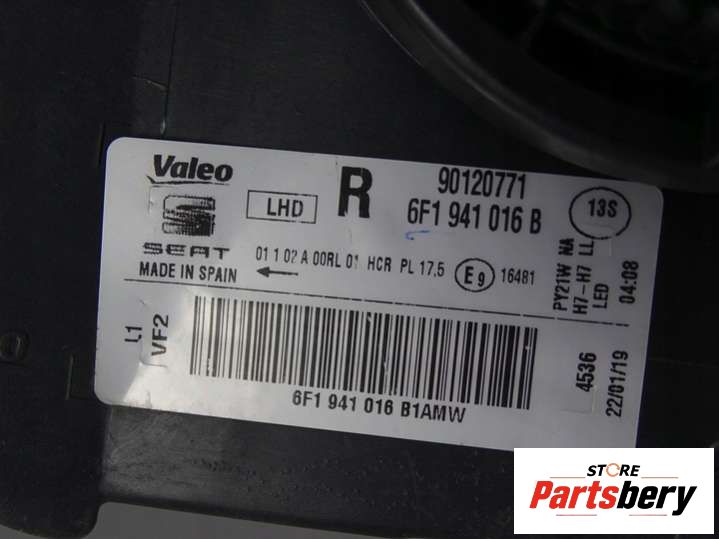 Valeo
SEAT
MADE IN SPAIN
LHD
R
90120771
6F1 941 016 B
13S
01 1 02 A 00RL 01 HCR PL 17,5
E9
16481
PY21W NA
H7-H7 LL
LED
04:08
L1
VF2
6F1 941 016 B1AMW
4536
22/01/19
STORE
Partsbery